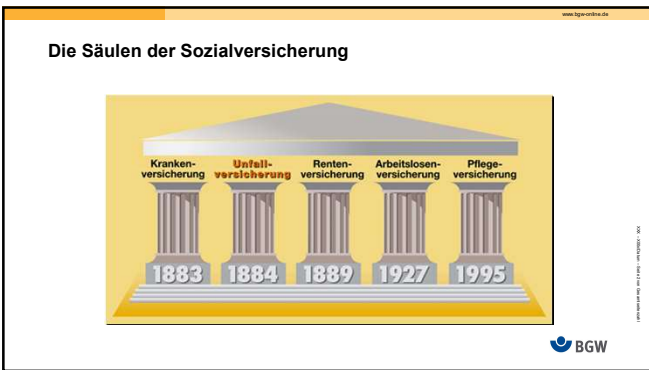 www.bgw-online.de
Die Säulen der Sozialversicherung
Kranken-
versicherung
Unfall-
versicherung
Renten-
versicherung
Arbeitslosen-
versicherung
Pflege-
versicherung
1883
1884
1889
1927
1995
BGW